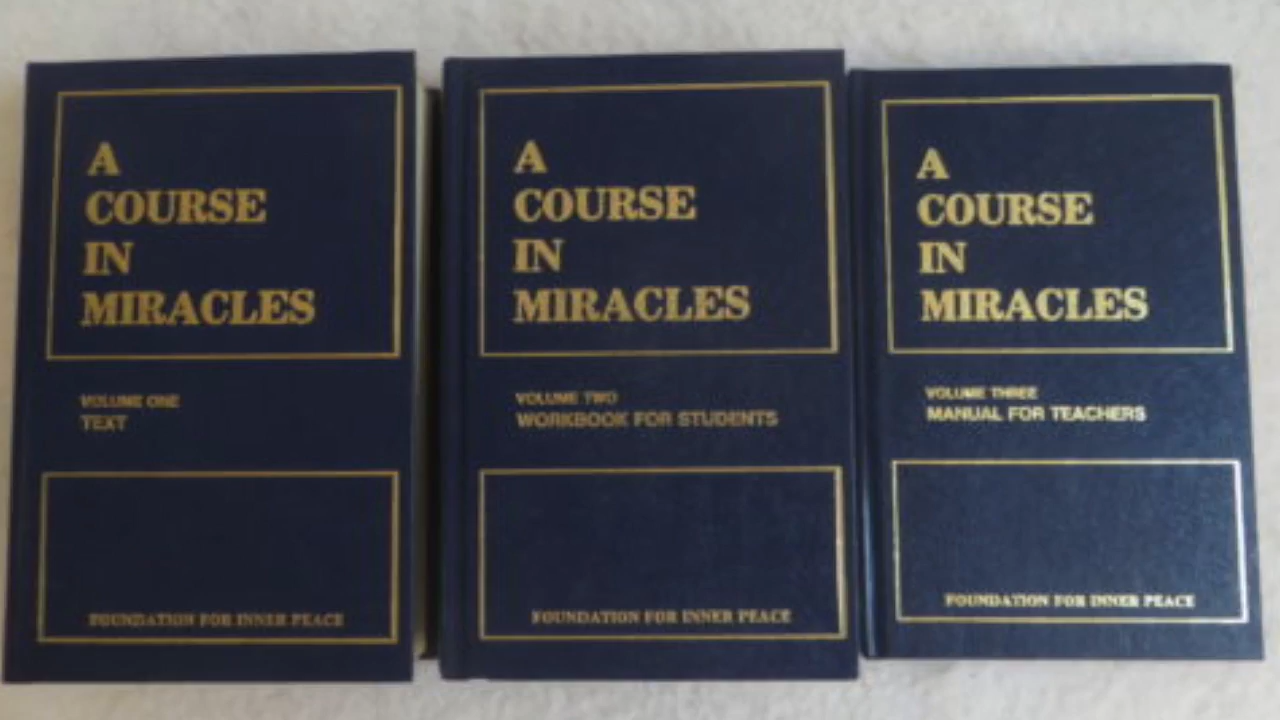 A
COURSE
IN
MIRACLES
VOLUME ONE
TEXT
FOUNDATION FOR INNER PEACE
A
COURSE
IN
MIRACLES
VOLUME TWO
WORKBOOK FOR STUDENTS
FOUNDATION FOR INNER PEACE
A
COURSE
IN
MIRACLES
VOLUME THREE
MANUAL FOR TEACHERS
FOUNDATION FOR INNER PEACE